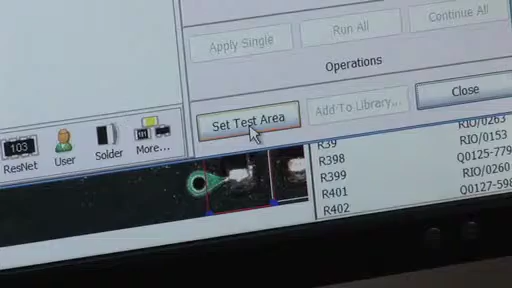 Apply Single
Run All
Continue All
Operations
Set Test Area
Add To Library...
Close
103
ResNet
User
Solder
101
More...
R39
R398
R399
R401
R402
RIO/0263
RIO/0153
Q0125-779
RIO/0260
Q0127-598